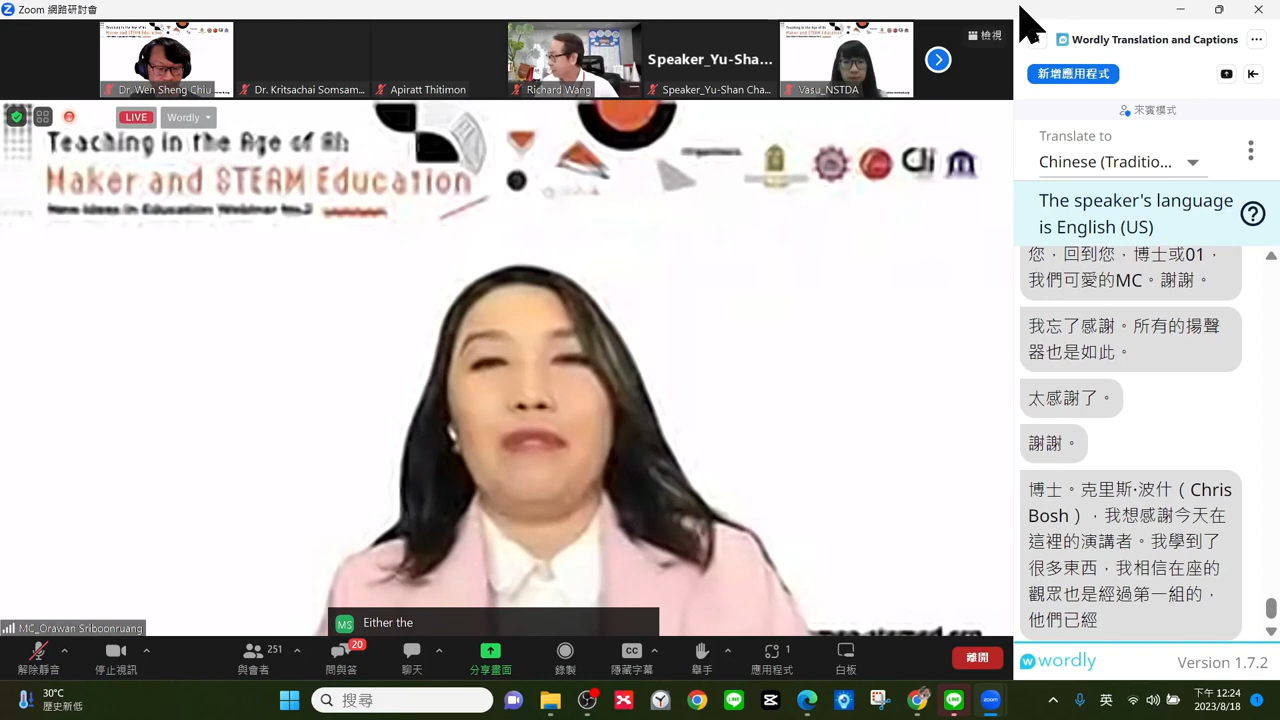 Zoom 網路研討會
Dr. Wen Sheng Chiu
Dr. Kritsachai Somsam...
Apiratt Thitimon
Richard Wang
Speaker_Yu-Sha...
Speaker_Yu-Shan Cha...
Vasu_NSTDA
檢視
LIVE
Wordly
Teaching in the Age of AI:
Maker and STEAM Education
New Ideas in Education Webinar No.2
Cli
MC_Orawan Sriboonruang
MS
Either the
解除靜音
停止視訊
251
與會者
20
問與答
聊天
分享畫面
錄製
CC
隱藏字幕
舉手
1
應用程式
白板
離開
新增應用程式
來賓模式
Translate to
Chinese (Traditio...
The speaker's language
is English (US)
您，回到您，博士或01，
我們可愛的MC。謝謝。
我忘了感謝。所有的揚聲
器也是如此。
太感謝了。
謝謝。
博士。克里斯·波什（Chris
Bosh），我想感謝今天在
這裡的演講者。我學到了
很多東西，我相信在座的
觀眾也是經過第一組的，
他們已經
wordly
Version 1.7.2
30°C
歷史新低
搜尋
英
下午 12:24
2023/8/18
1